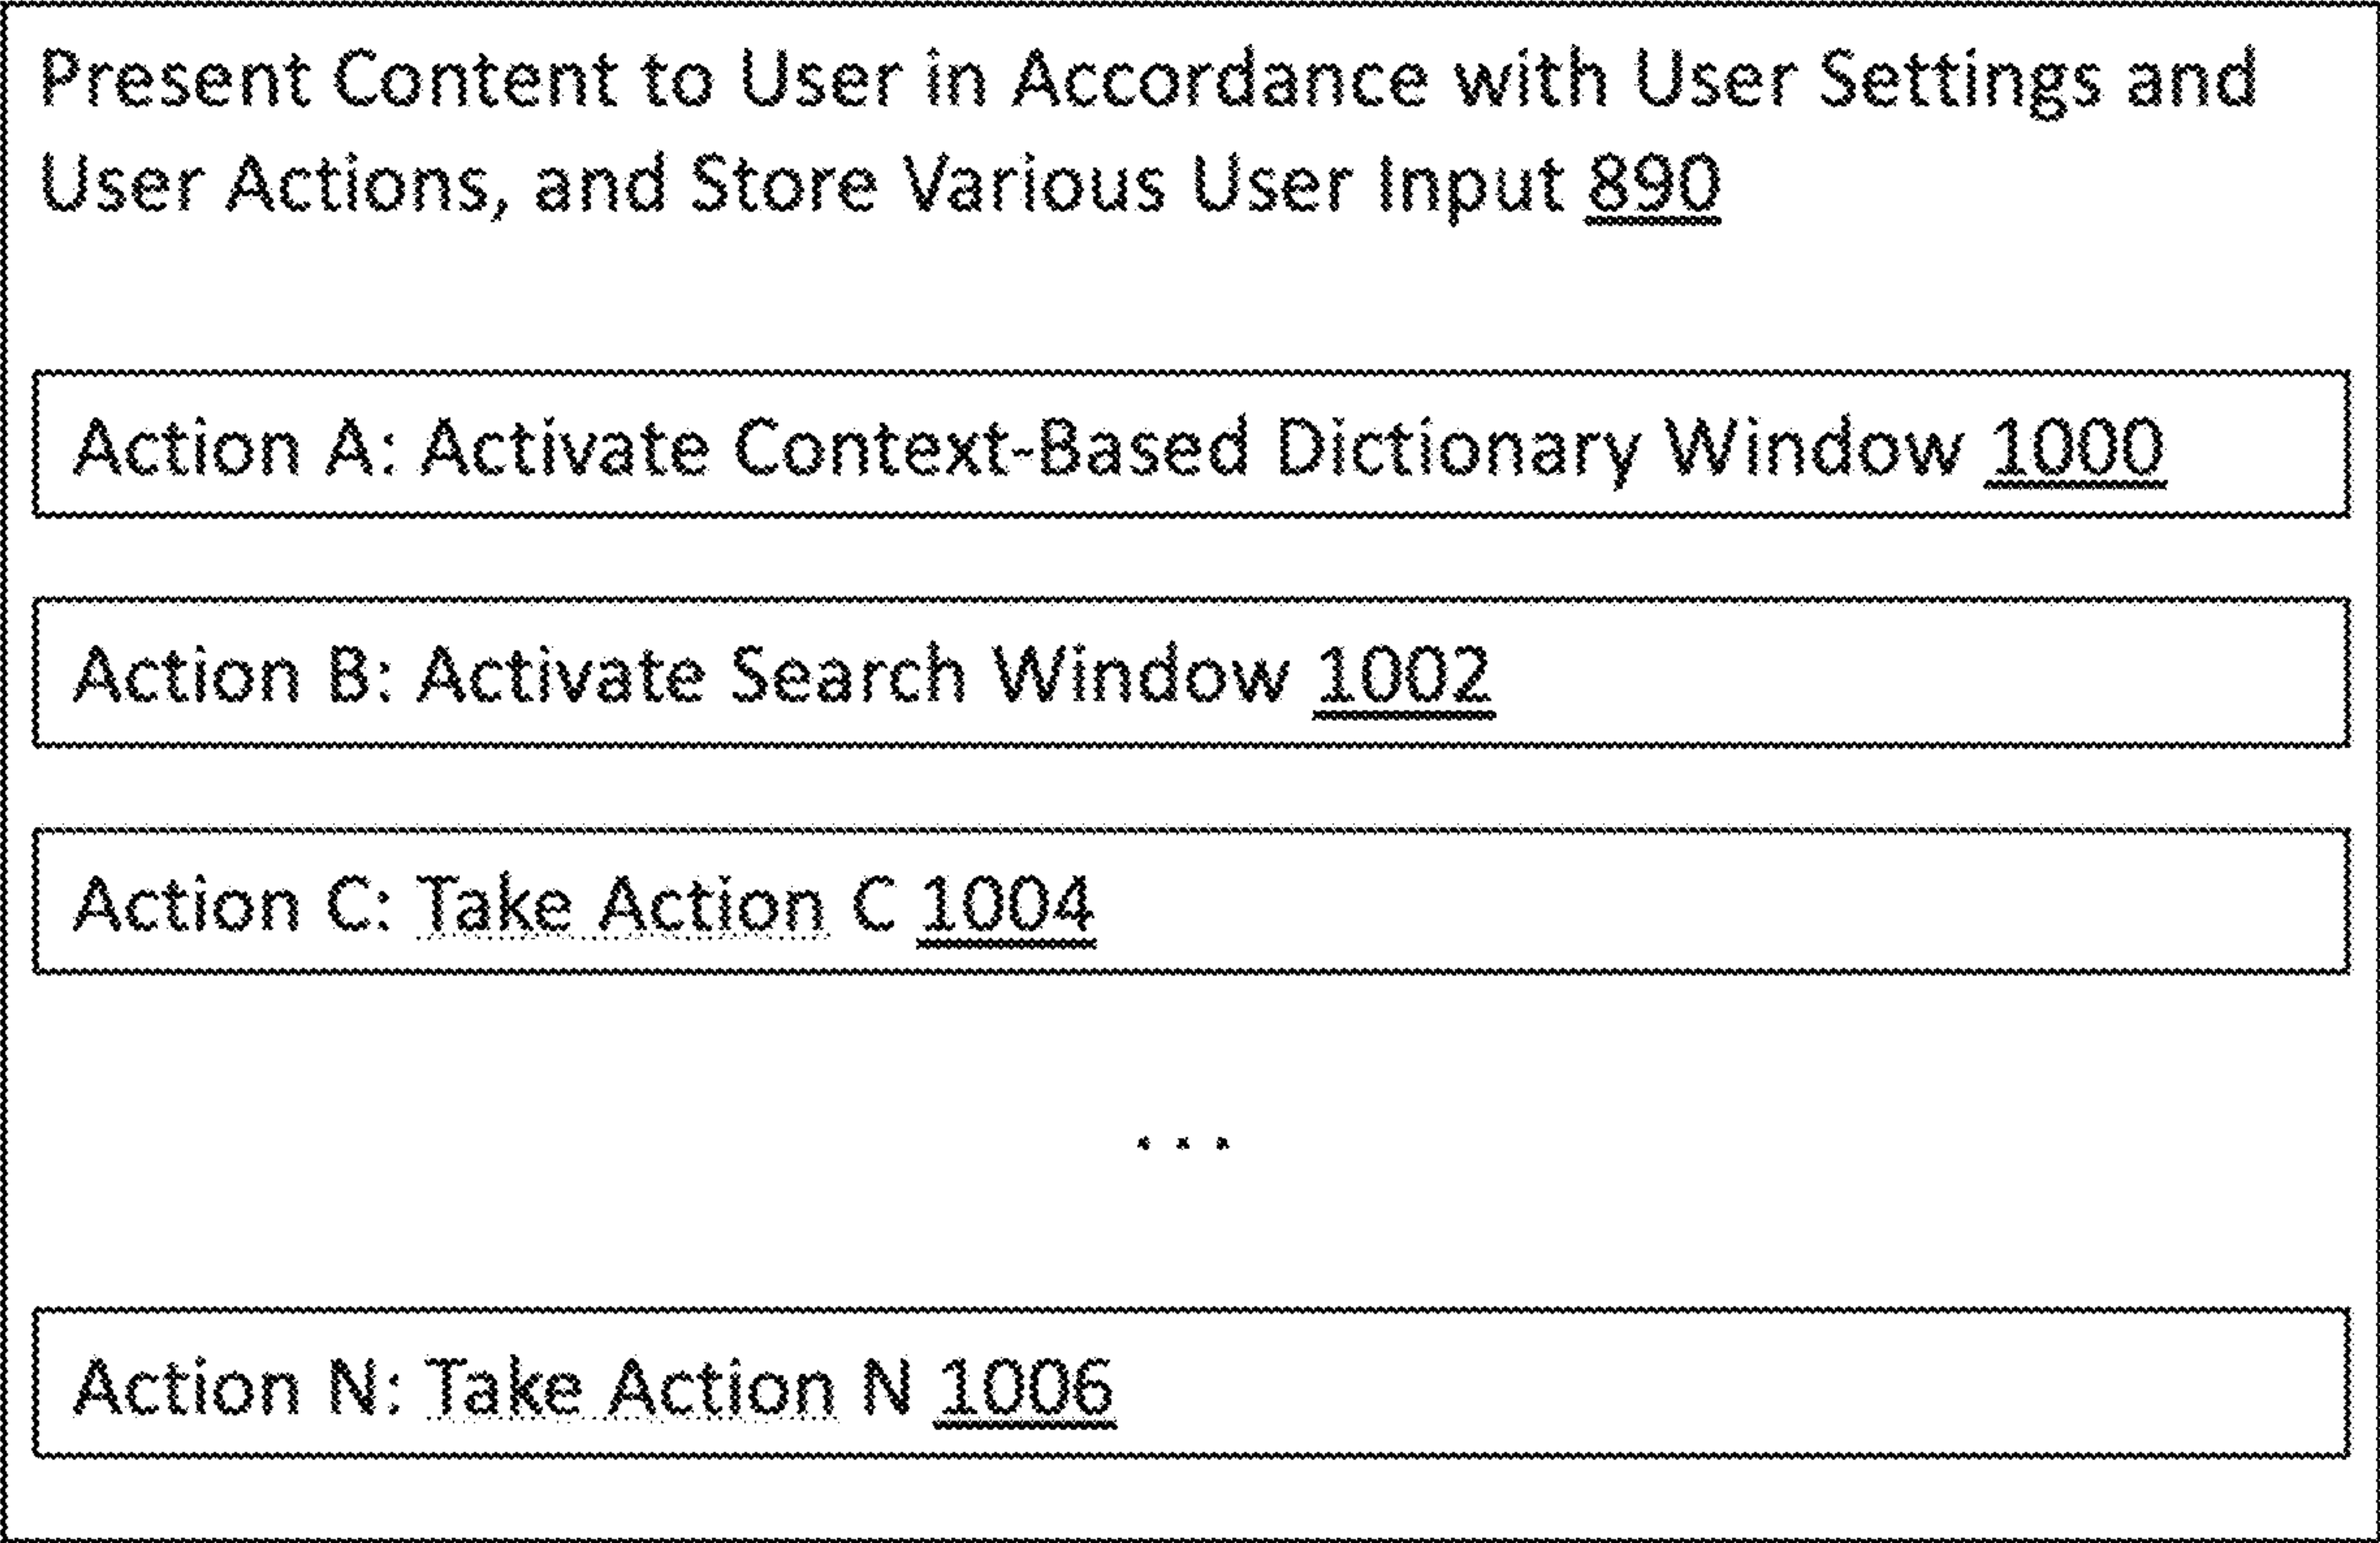 Present Content to User in Accordance with User Settings and
User Actions, and Store Various User Input 890
Action A: Activate Context-Based Dictionary Window 1000
Action B: Activate Search Window 1002
Action C: Take Action C 1004
...
Action N: Take Action N 1006